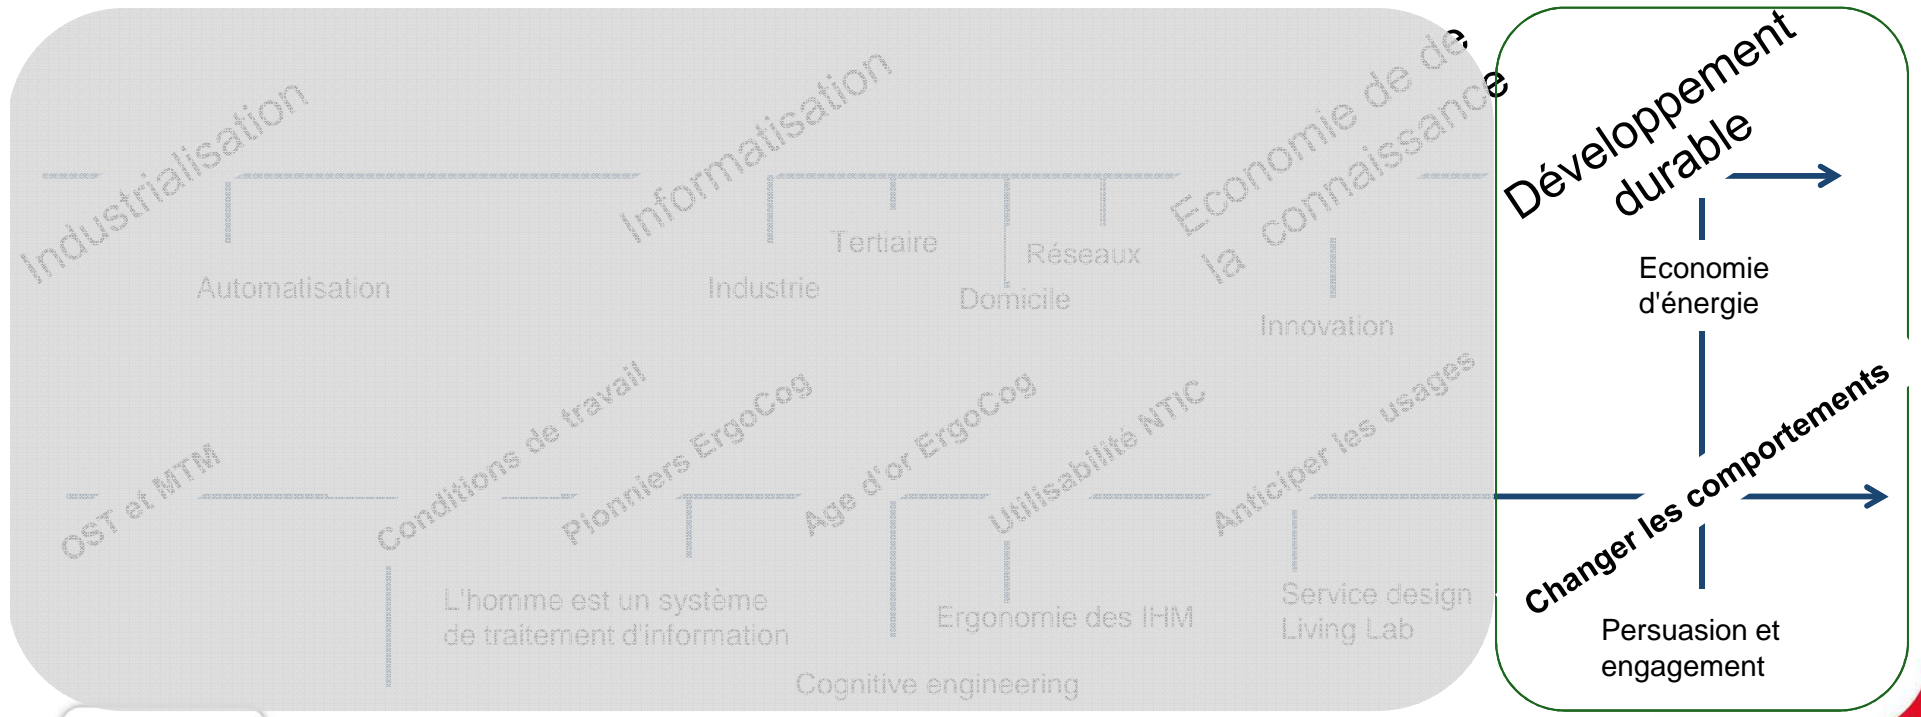 Industrialisation
Informatisation
Economie de de
la connaissance
Développement
durable
Automatisation
Industrie
Tertiaire
Domicile
Réseaux
Innovation
Economie
d'énergie
OST et MTM
Conditions de travail
Pionniers ErgoCog
Age d'or ErgoCog
Utilisabilité NTIC
Anticiper les usages
Changer les comportements
L'homme est un système
de traitement d'information
Cognitive engineering
Ergonomie des IHM
Service design
Living Lab
Persuasion et
engagement